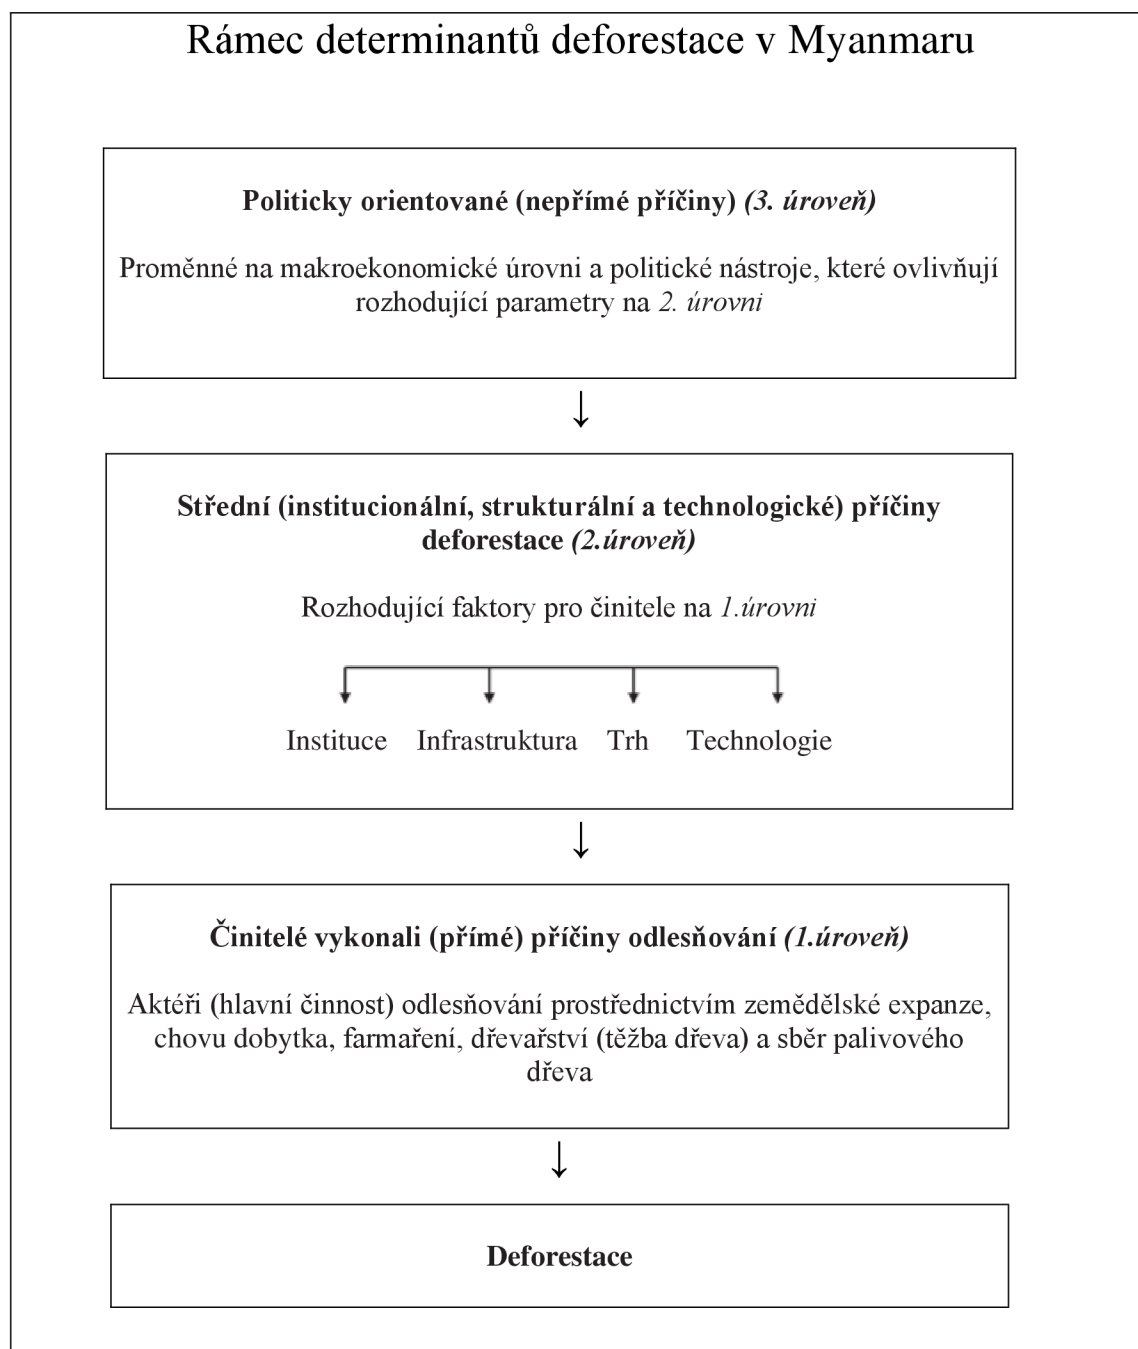 Rámec determinantů deforestace v Myanmaru
Politicky orientované (nepřímé příčiny) (3. úroveň)
Proměnné na makroekonomické úrovni a politické nástroje, které ovlivňují
rozhodující parametry na 2. úrovni
↓
Střední (institucionální, strukturální a technologické) příčiny
deforestace (2.úroveň)
Rozhodující faktory pro činitele na 1.úrovni
Instituce Infrastruktura Trh Technologie
↓
Činitelé vykonali (přímé) příčiny odlesňování (1.úroveň)
Aktéři (hlavní činnost) odlesňování prostřednictvím zemědělské expanze,
chovu dobytka, farmaření, dřevařství (těžba dřeva) a sběr palivového
dřeva
↓
Deforestace